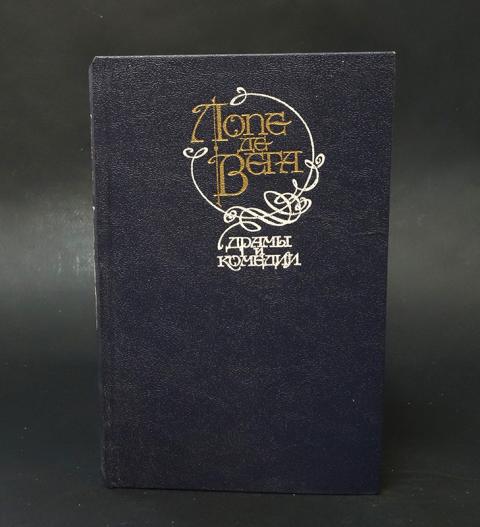 Лопе
де
Вега
драмы
и
комедии